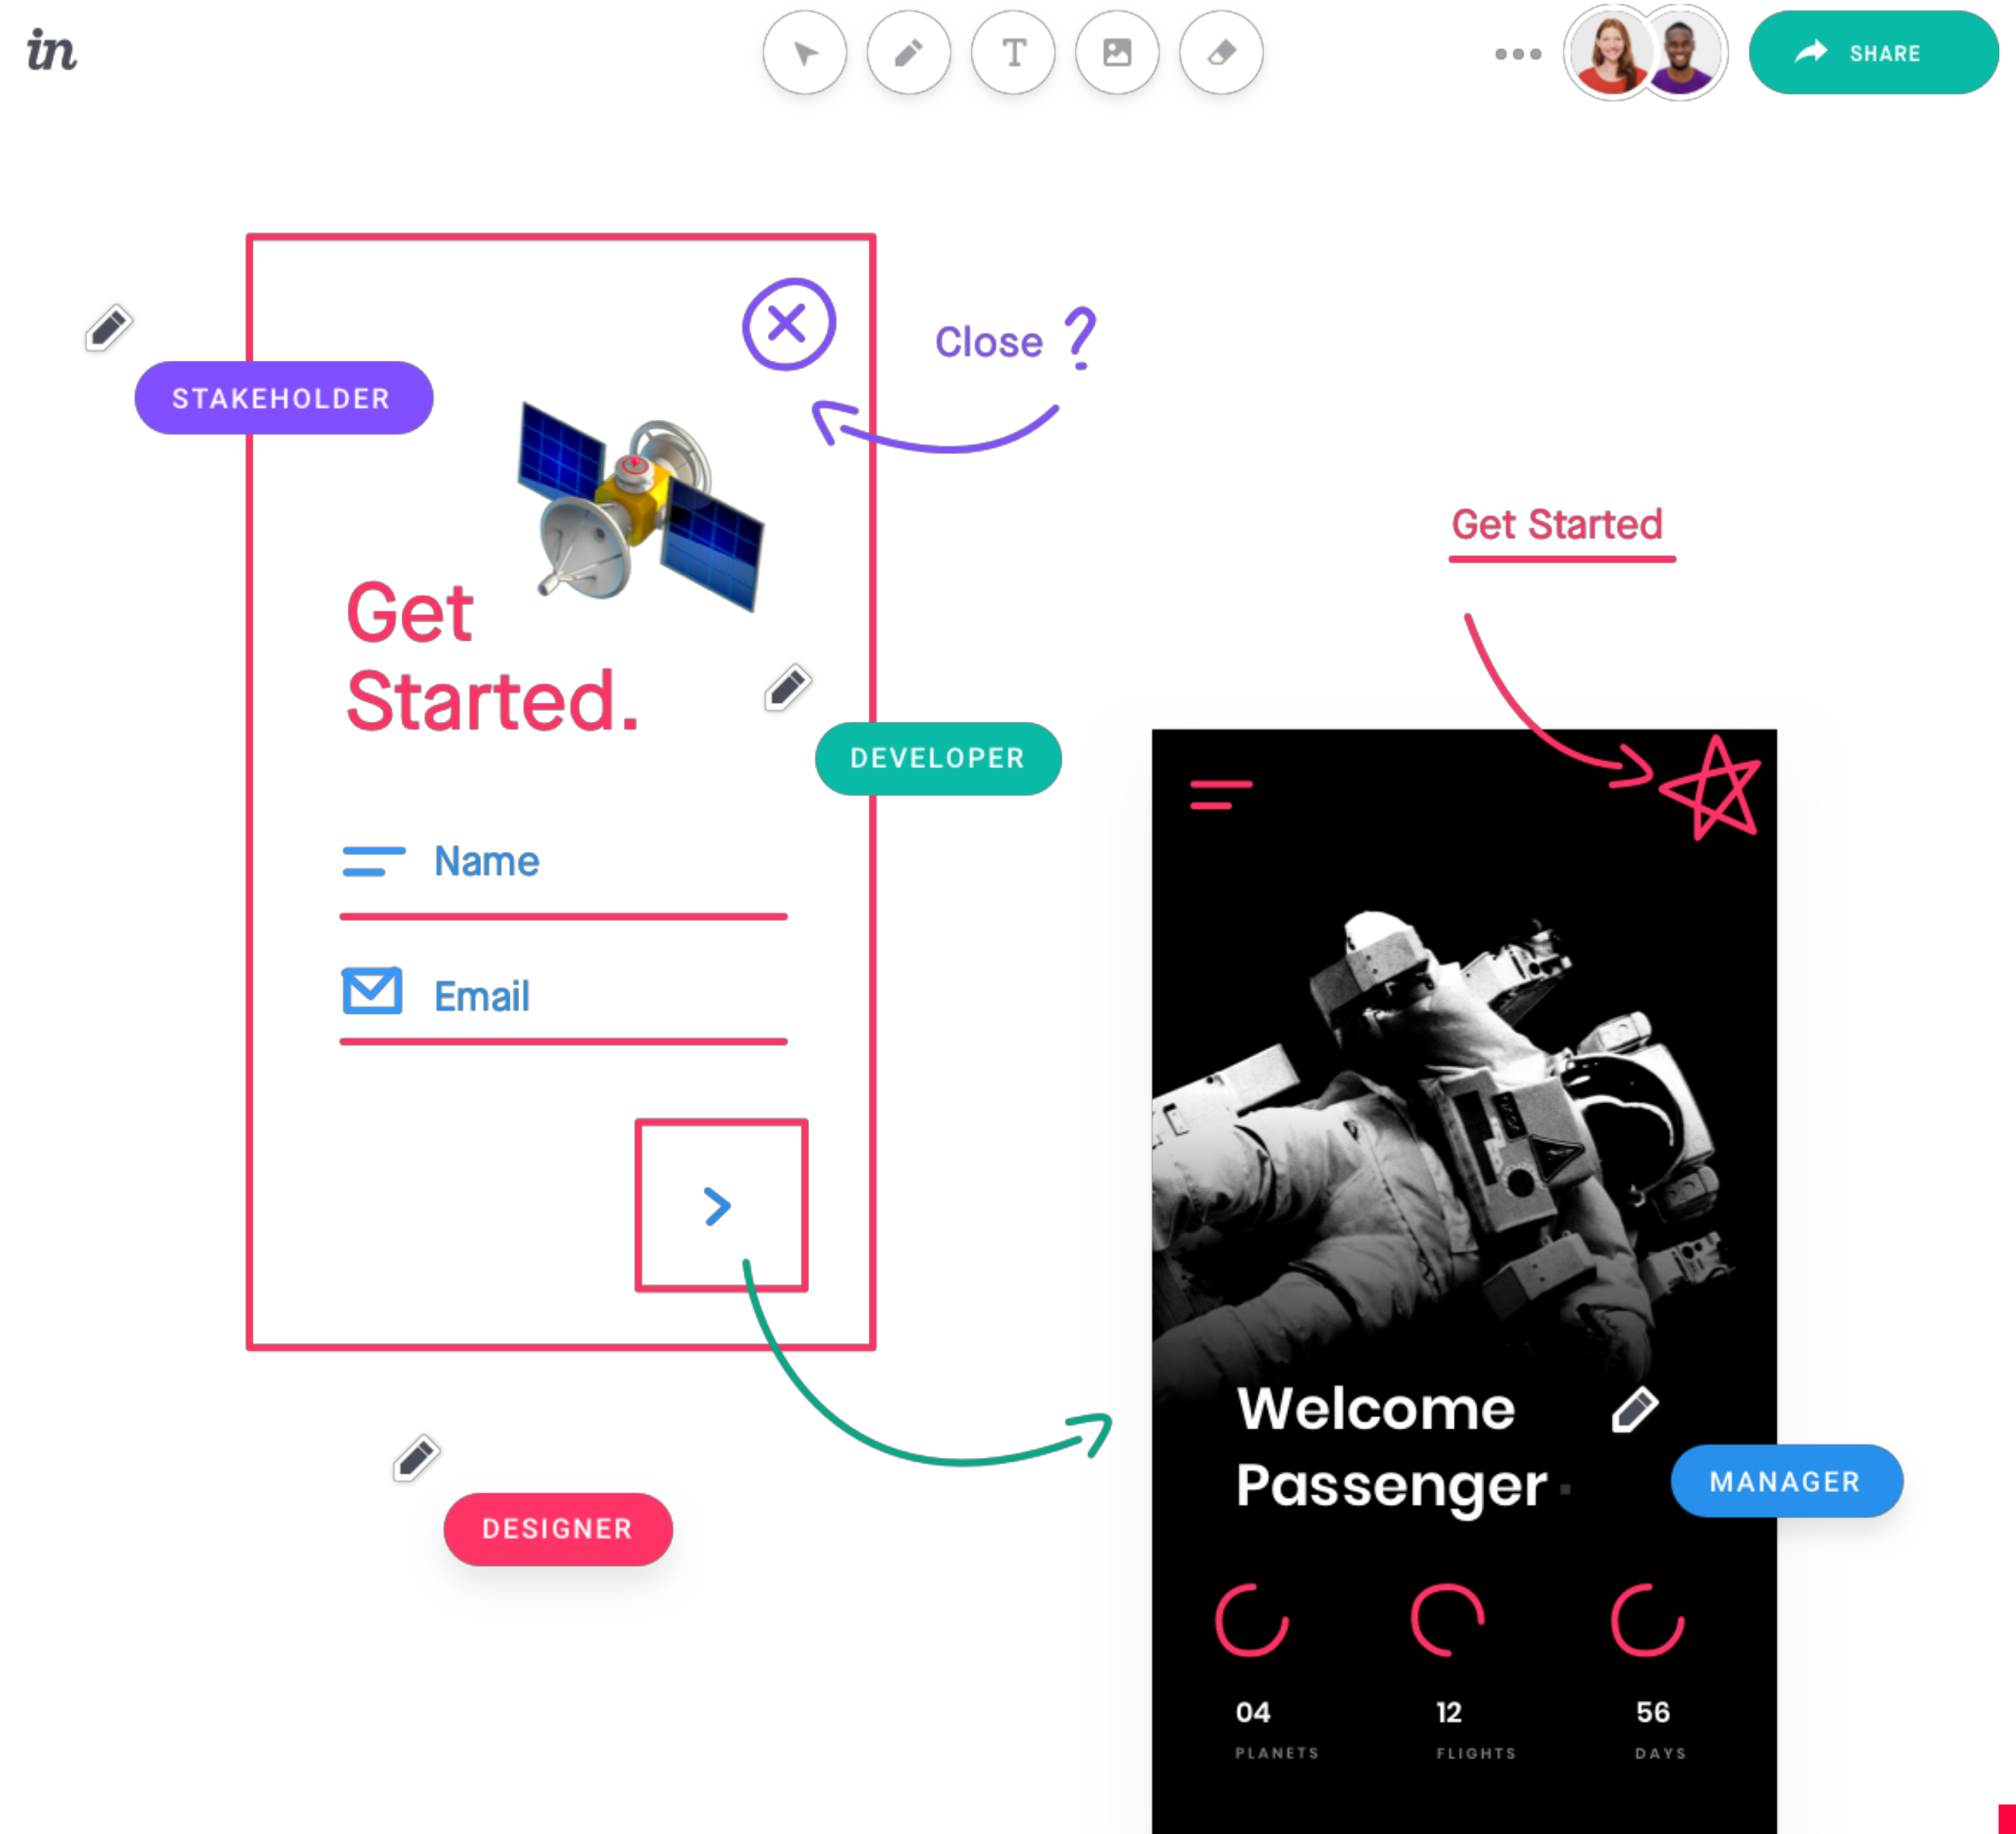 in
T
SHARE
Close ?
STAKEHOLDER
Get Started
Get
Started.
DEVELOPER
Name
Email
Welcome
Passenger
MANAGER
DESIGNER
04
12
56
PLANETS
FLIGHTS
DAYS